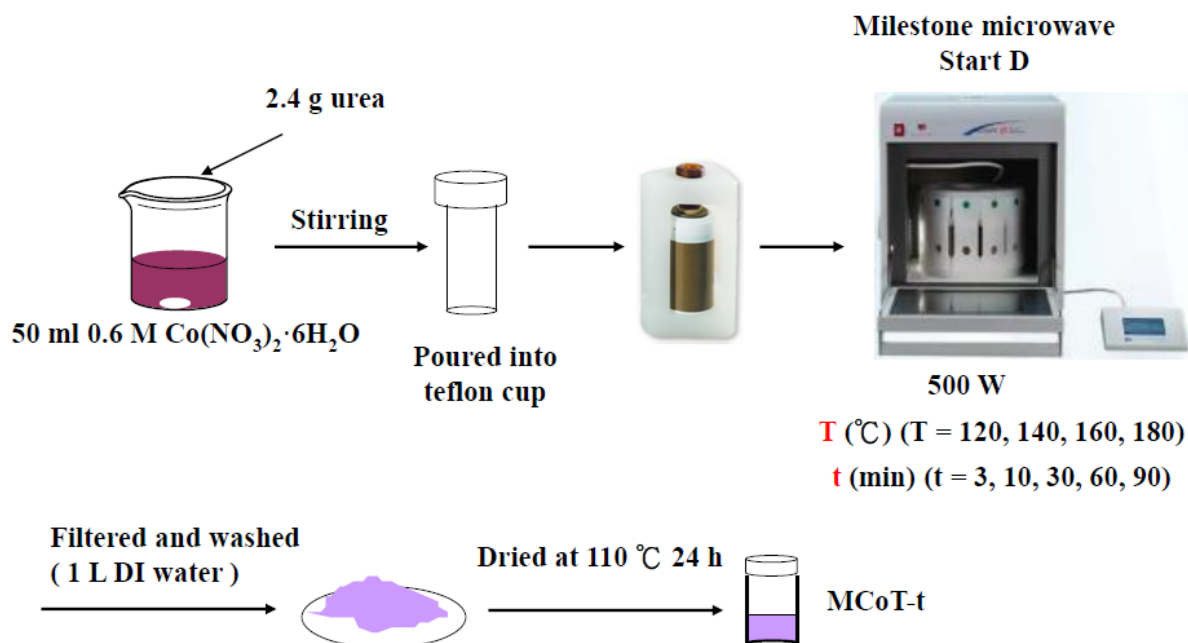 Milestone microwave
Start D
2.4 g urea
Stirring
50 ml 0.6 M Co(NO₃)₂·6H₂O
Poured into
teflon cup
500 W
T (℃) (T = 120, 140, 160, 180)
t (min) (t = 3, 10, 30, 60, 90)
Filtered and washed
( 1 L DI water )
Dried at 110 ℃ 24 h
MCoT-t